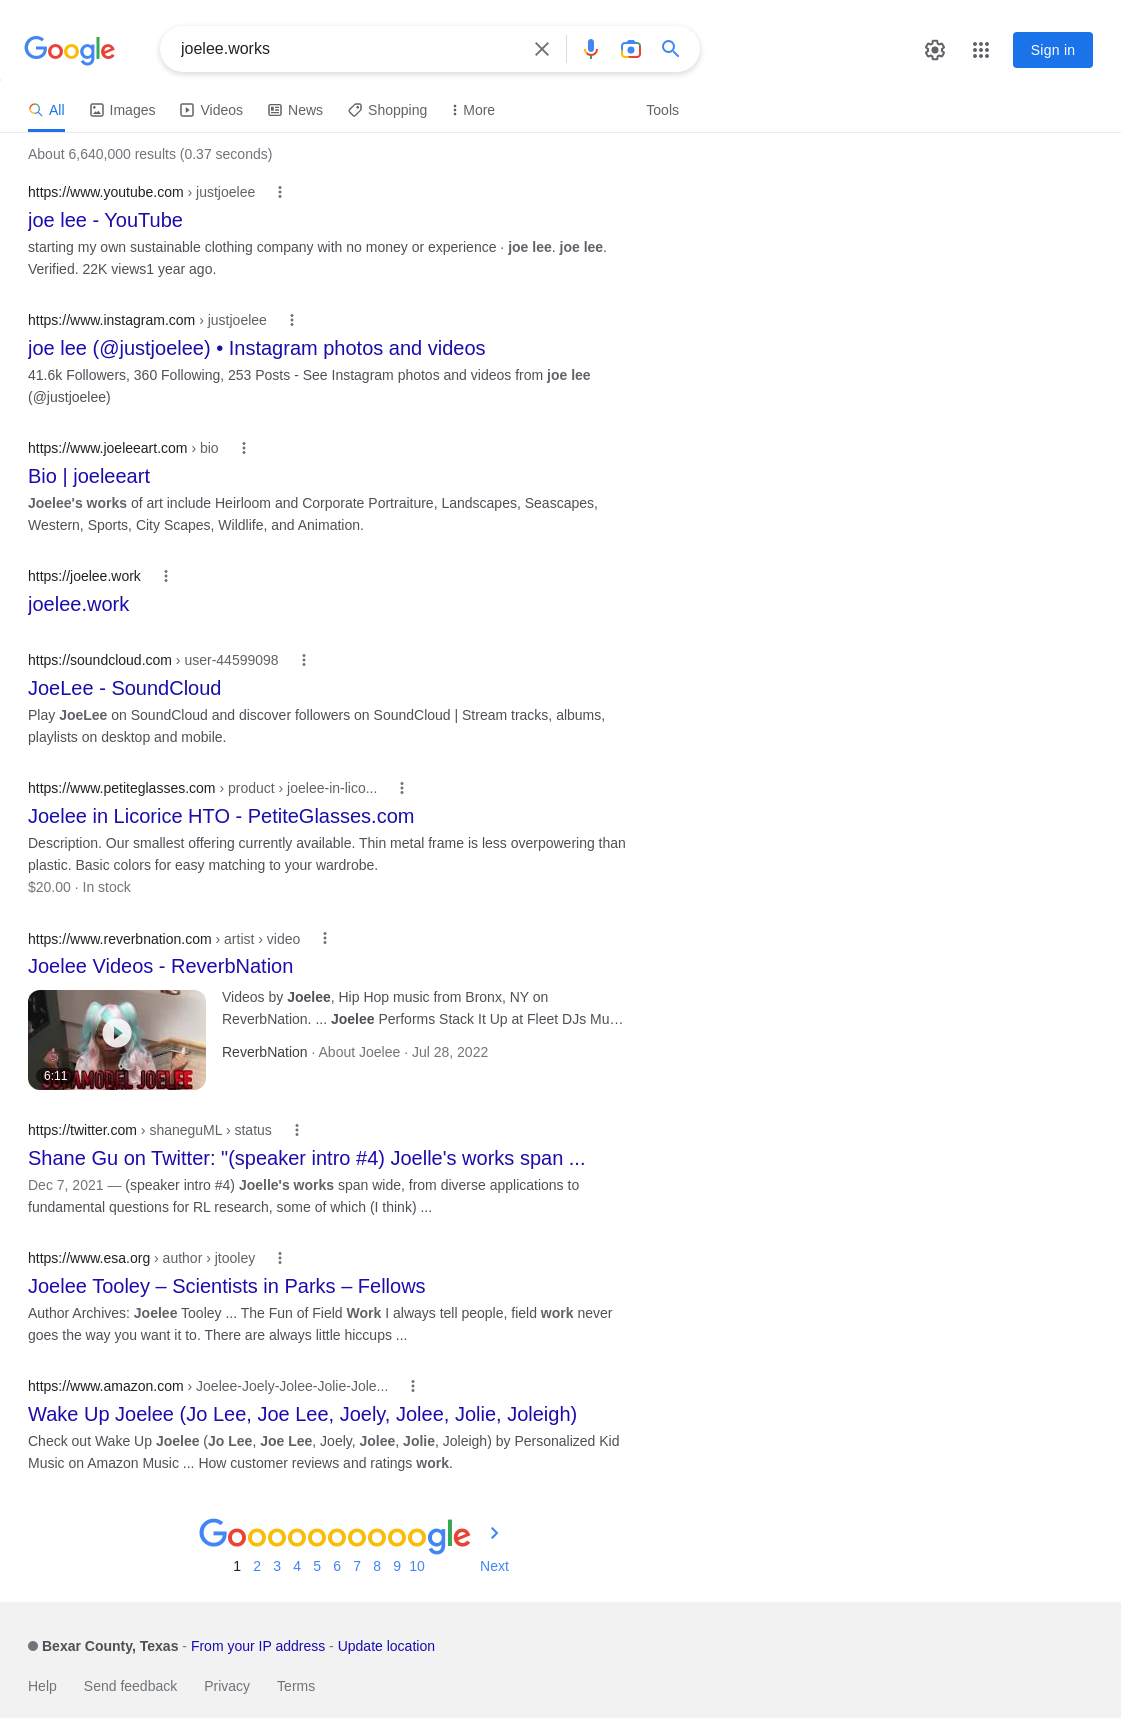 Google
joelee.works
Sign in
All
Images
Videos
News
Shopping
More
Tools
About 6,640,000 results (0.37 seconds)
https://www.youtube.com › justjoelee
joe lee - YouTube
starting my own sustainable clothing company with no money or experience · joe lee. joe lee.
Verified. 22K views1 year ago.
https://www.instagram.com › justjoelee
joe lee (@justjoelee) • Instagram photos and videos
41.6k Followers, 360 Following, 253 Posts - See Instagram photos and videos from joe lee
(@justjoelee)
https://www.joeleeart.com › bio
Bio | joeleeart
Joelee's works of art include Heirloom and Corporate Portraiture, Landscapes, Seascapes,
Western, Sports, City Scapes, Wildlife, and Animation.
https://joelee.work
joelee.work
https://soundcloud.com › user-44599098
JoeLee - SoundCloud
Play JoeLee on SoundCloud and discover followers on SoundCloud | Stream tracks, albums,
playlists on desktop and mobile.
https://www.petiteglasses.com › product › joelee-in-lico...
Joelee in Licorice HTO - PetiteGlasses.com
Description. Our smallest offering currently available. Thin metal frame is less overpowering than
plastic. Basic colors for easy matching to your wardrobe.
$20.00 · In stock
https://www.reverbnation.com › artist › video
Joelee Videos - ReverbNation
Videos by Joelee, Hip Hop music from Bronx, NY on
ReverbNation. ... Joelee Performs Stack It Up at Fleet DJs Mu…
ReverbNation · About Joelee · Jul 28, 2022
6:11
JOELEE
https://twitter.com › shaneguML › status
Shane Gu on Twitter: "(speaker intro #4) Joelle's works span ...
Dec 7, 2021 — (speaker intro #4) Joelle's works span wide, from diverse applications to
fundamental questions for RL research, some of which (I think) ...
https://www.esa.org › author › jtooley
Joelee Tooley – Scientists in Parks – Fellows
Author Archives: Joelee Tooley ... The Fun of Field Work I always tell people, field work never
goes the way you want it to. There are always little hiccups ...
https://www.amazon.com › Joelee-Joely-Jolee-Jolie-Jole...
Wake Up Joelee (Jo Lee, Joe Lee, Joely, Jolee, Jolie, Joleigh)
Check out Wake Up Joelee (Jo Lee, Joe Lee, Joely, Jolee, Jolie, Joleigh) by Personalized Kid
Music on Amazon Music ... How customer reviews and ratings work.
Goooooooooogle
1 2 3 4 5 6 7 8 9 10 Next
Bexar County, Texas - From your IP address - Update location
Help Send feedback Privacy Terms